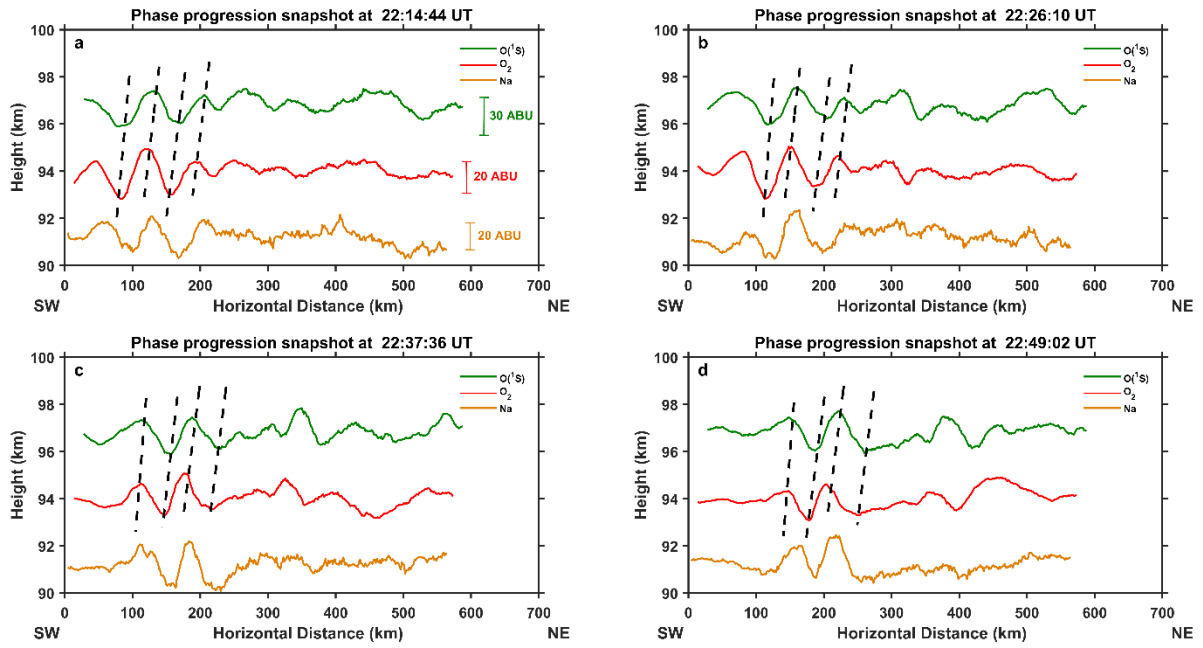 Phase progression snapshot at 22:14:44 UT
a
O(¹S)
O₂
Na
30 ABU
20 ABU
20 ABU
Height (km)
100
98
96
94
92
90
0 100 200 300 400 500 600 700
SW Horizontal Distance (km) NE
Phase progression snapshot at 22:26:10 UT
b
O(¹S)
O₂
Na
Height (km)
100
98
96
94
92
90
0 100 200 300 400 500 600 700
SW Horizontal Distance (km) NE
Phase progression snapshot at 22:37:36 UT
c
O(¹S)
O₂
Na
Height (km)
100
98
96
94
92
90
0 100 200 300 400 500 600 700
SW Horizontal Distance (km) NE
Phase progression snapshot at 22:49:02 UT
d
O(¹S)
O₂
Na
Height (km)
100
98
96
94
92
90
0 100 200 300 400 500 600 700
SW Horizontal Distance (km) NE